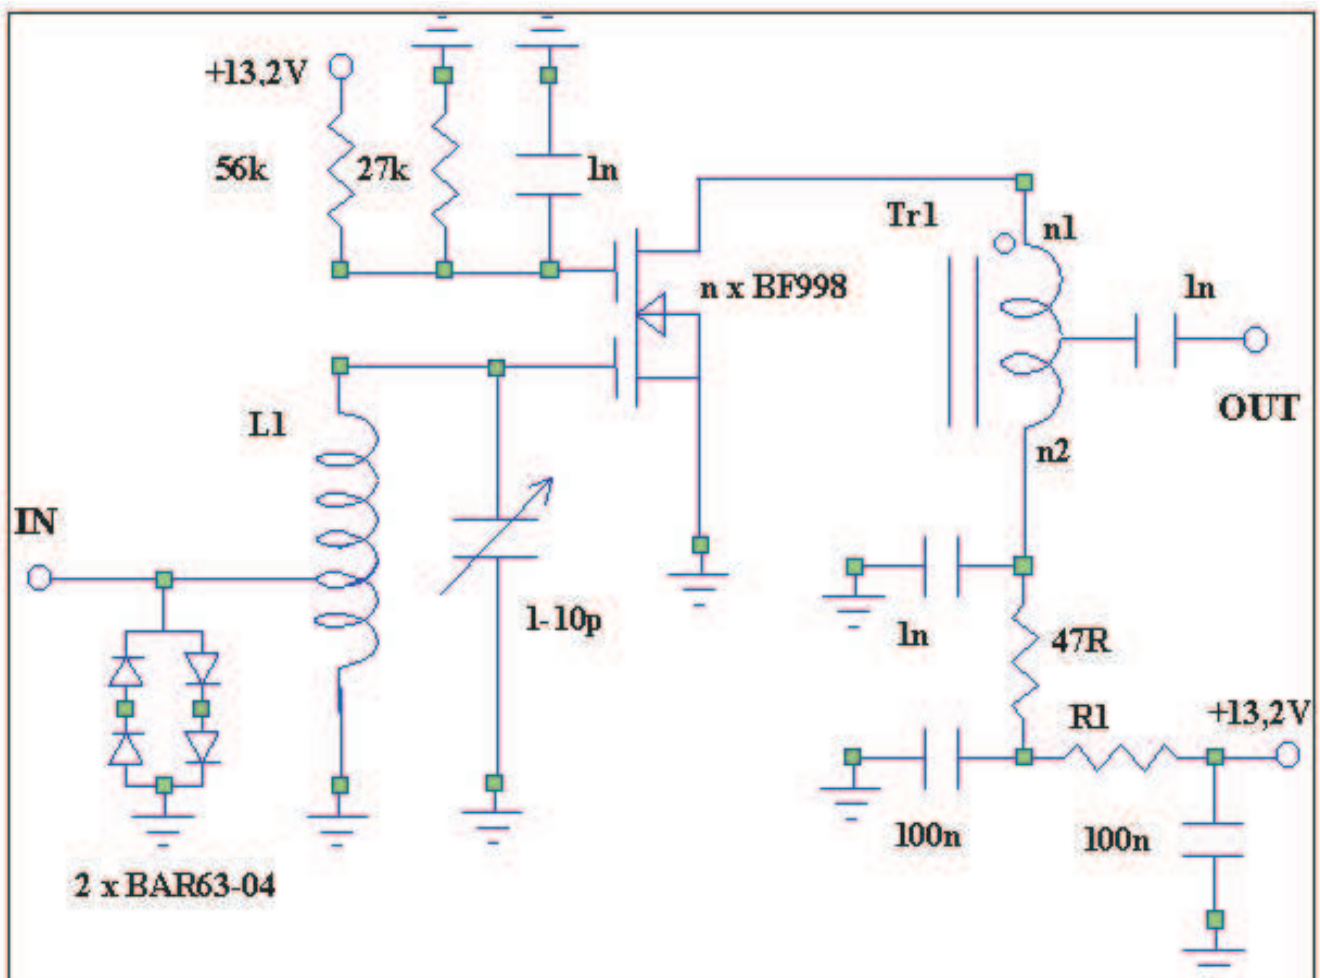 +13,2V
56k
27k
1n
Tr1
n1
n x BF998
1n
OUT
L1
n2
IN
1-10p
1n
47R
R1
+13,2V
100n
100n
2 x BAR63-04